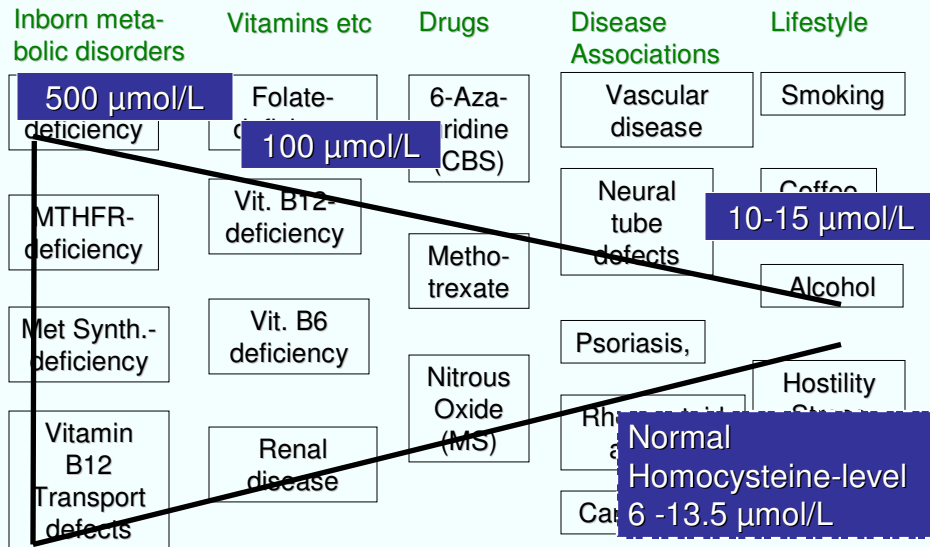 Inborn meta-
bolic disorders
500 μmol/L
deficiency
MTHFR-
deficiency
Met Synth.-
deficiency
Vitamin
B12
Transport
defects
Vitamins etc
Folate-
100 μmol/L
Vit. B12-
deficiency
Vit. B6
deficiency
Renal
disease
Drugs
6-Aza-
uridine
(CBS)
Metho-
trexate
Nitrous
Oxide
(MS)
Disease
Associations
Vascular
disease
Neural
tube
defects
Psoriasis,
Lifestyle
Smoking
Coffee
10-15 μmol/L
Alcohol
Hostility
Normal
Homocysteine-level
6 -13.5 μmol/L